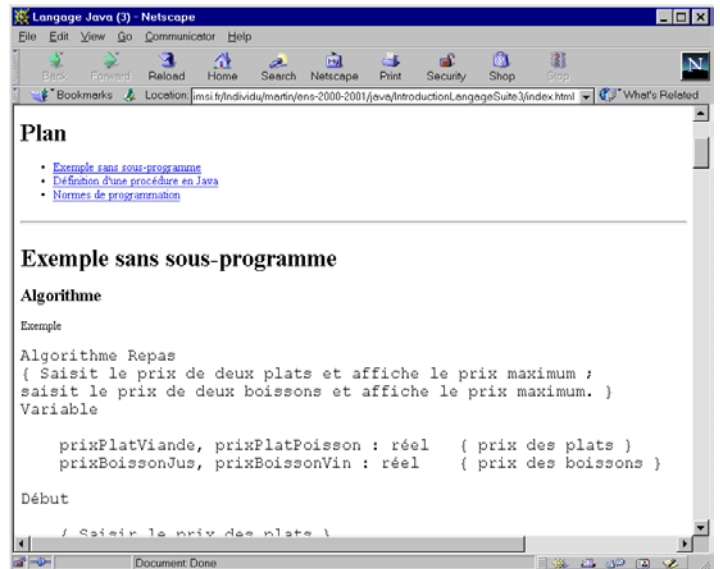 Langage Java (3) - Netscape
File Edit View Go Communicator Help
Back Forward Reload Home Search Netscape Print Security Shop Stop
N
Bookmarks Location: imsi.fr/Individu/martin/ens-2000-2001/java/IntroductionLangageSuite3/index.html What's Related
Plan
• Exemple sans sous-programme
• Définition d'une procédure en Java
• Normes de programmation
Exemple sans sous-programme
Algorithme
Exemple
Algorithme Repas
{ Saisit le prix de deux plats et affiche le prix maximum ;
saisit le prix de deux boissons et affiche le prix maximum. }
Variable
prixPlatViande, prixPlatPoisson : réel { prix des plats }
prixBoissonJus, prixBoissonVin : réel { prix des boissons }
Début
{ Saisir le prix des plats }
Document: Done